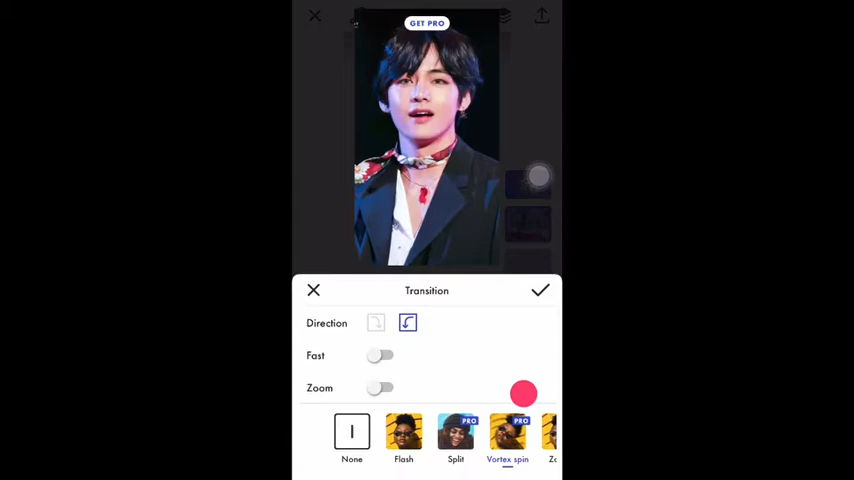 GET PRO
Transition
Direction
Fast
Zoom
PRO PRO
None Flash Split Vortex spin